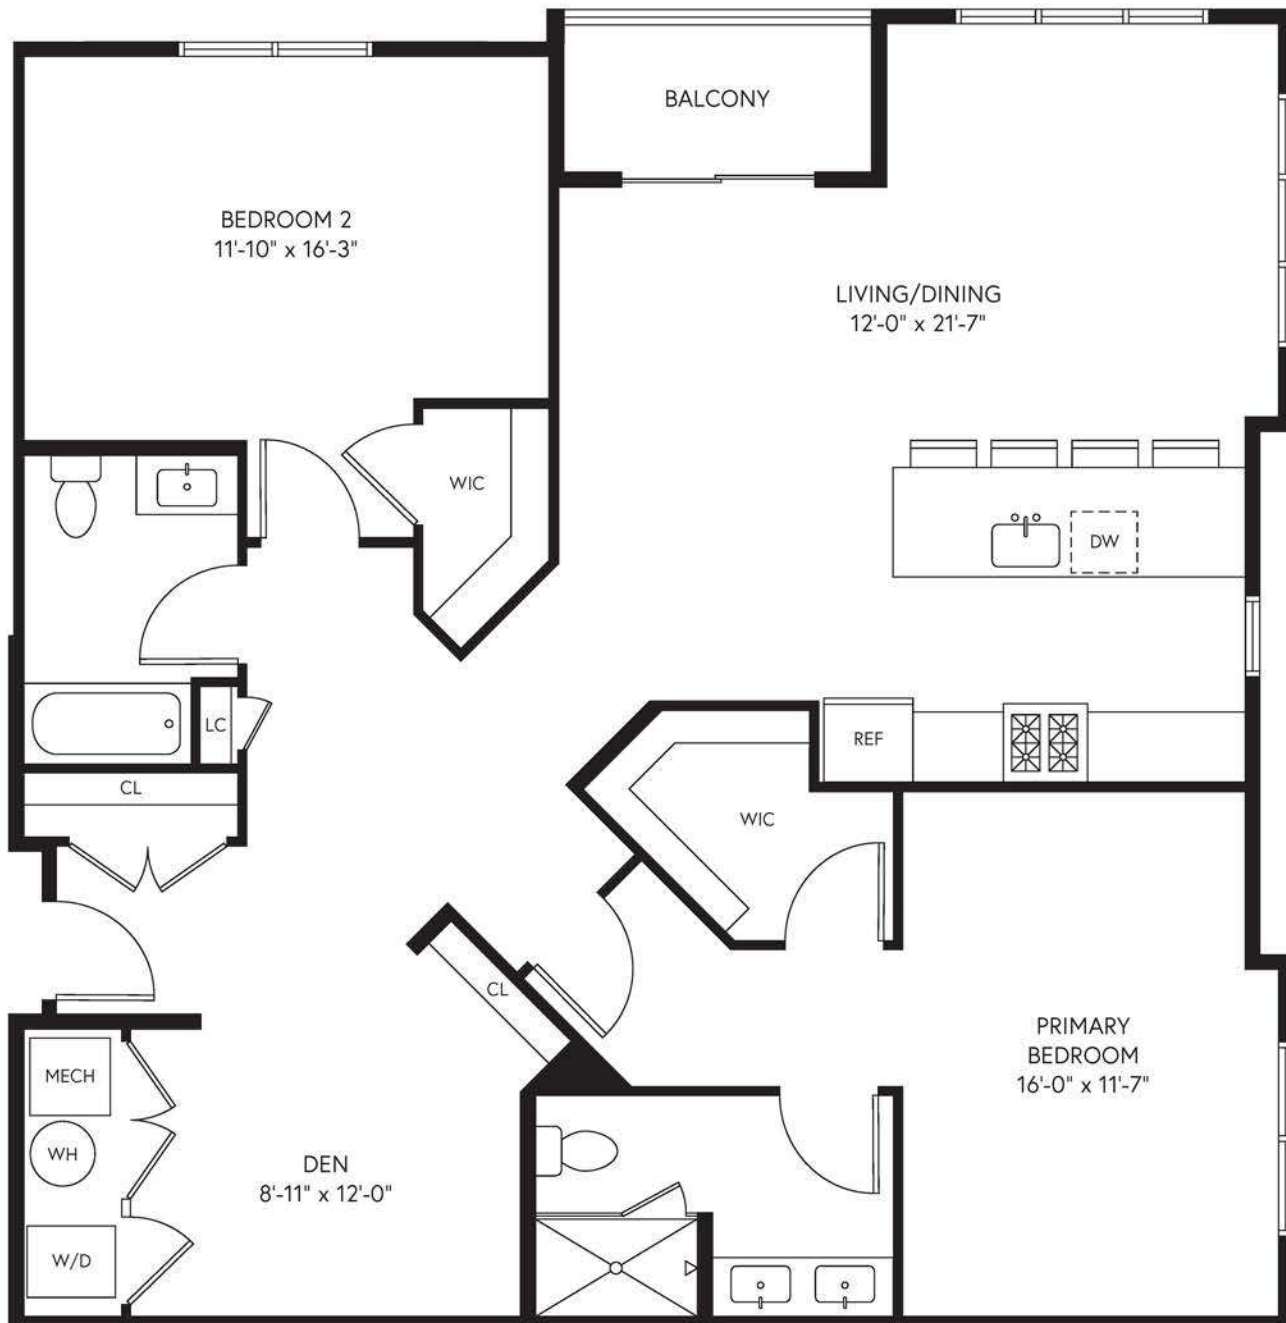 BALCONY
BEDROOM 2
11'-10" x 16'-3"
LIVING/DINING
12'-0" x 21'-7"
WIC
DW
LC
REF
CL
WIC
CL
PRIMARY
BEDROOM
16'-0" x 11'-7"
MECH
WH
DEN
8'-11" x 12'-0"
W/D